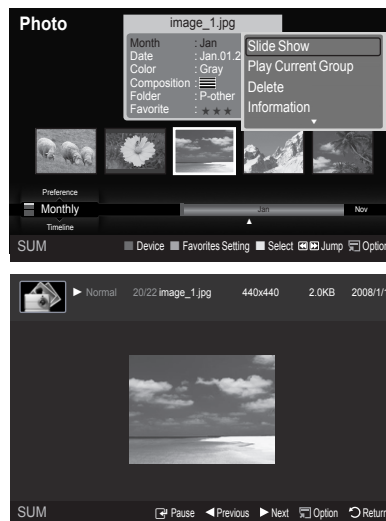 Photo
image_1.jpg
Month : Jan
Date : Jan.01.2
Color : Gray
Composition :
Folder : P-other
Favorite : ★ ★ ★
Slide Show
Play Current Group
Delete
Information
Preference
Monthly
Timeline
Jan
Nov
SUM
Device Favorites Setting Select Jump Option
Normal 20/22 image_1.jpg 440x440 2.0KB 2008/1/1
SUM
Pause Previous Next Option Return